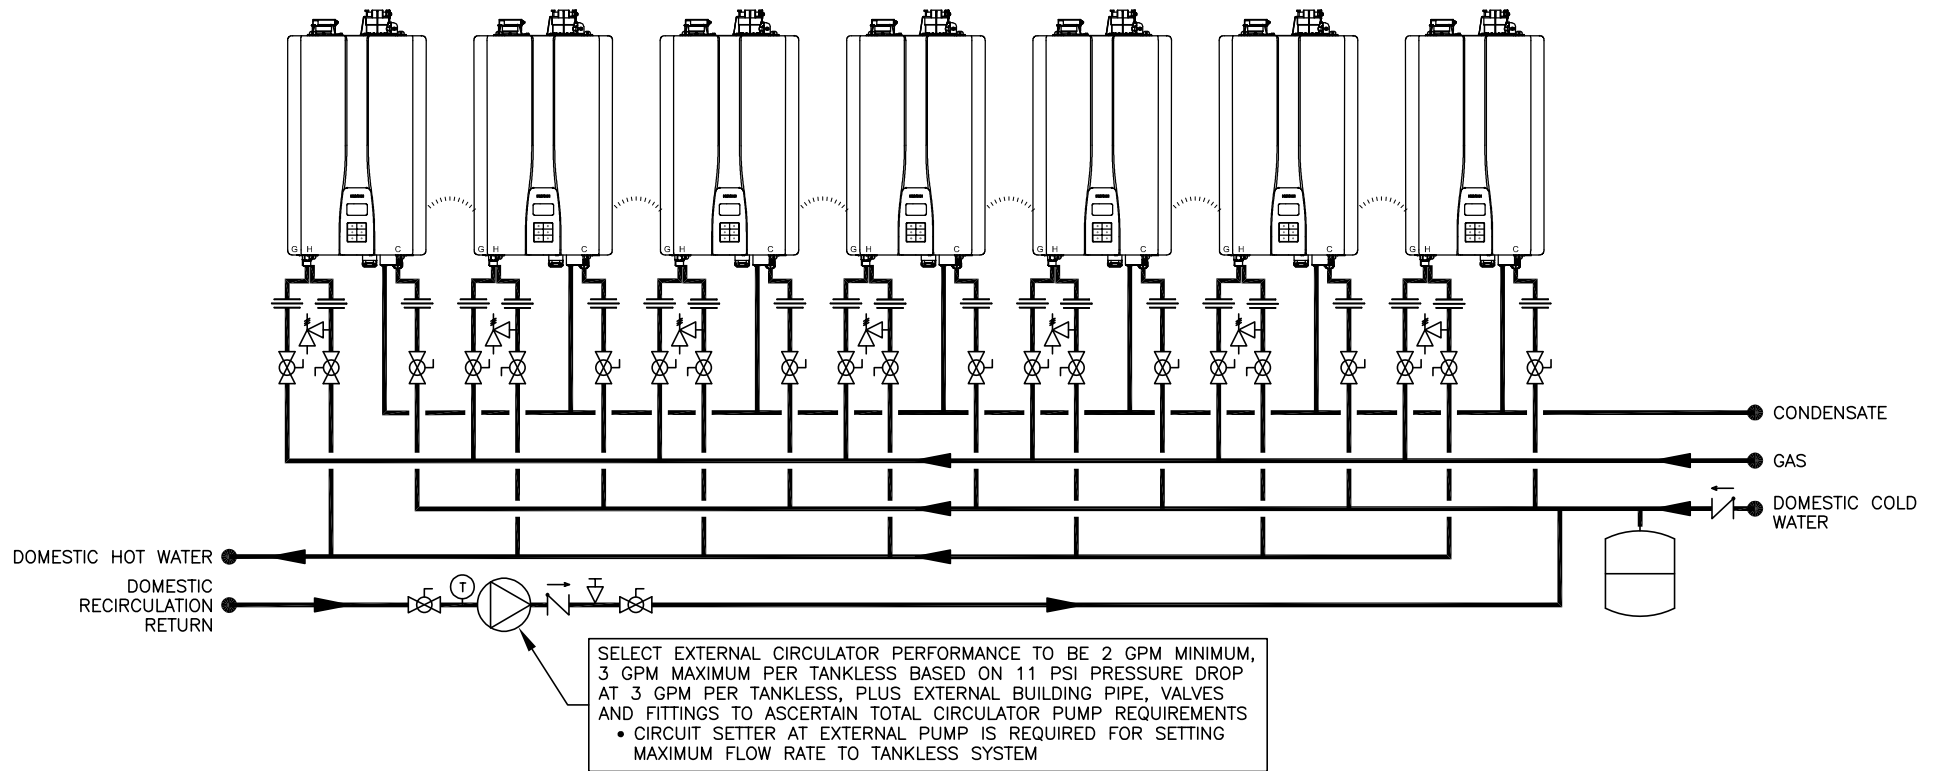 G H C
G H C
G H C
G H C
G H C
G H C
G H C
CONDENSATE
GAS
DOMESTIC COLD
WATER
DOMESTIC HOT WATER
DOMESTIC
RECIRCULATION
RETURN
T
SELECT EXTERNAL CIRCULATOR PERFORMANCE TO BE 2 GPM MINIMUM,
3 GPM MAXIMUM PER TANKLESS BASED ON 11 PSI PRESSURE DROP
AT 3 GPM PER TANKLESS, PLUS EXTERNAL BUILDING PIPE, VALVES
AND FITTINGS TO ASCERTAIN TOTAL CIRCULATOR PUMP REQUIREMENTS
• CIRCUIT SETTER AT EXTERNAL PUMP IS REQUIRED FOR SETTING
MAXIMUM FLOW RATE TO TANKLESS SYSTEM